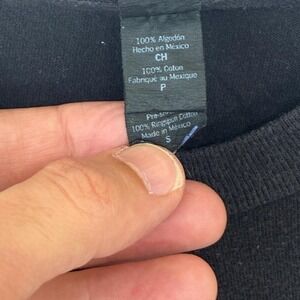 100% Algodón
Hecho en México
CH
100% Coton
Fabriqué au Mexique
P
100% Ringspun Cotton
Made in Mexico
S